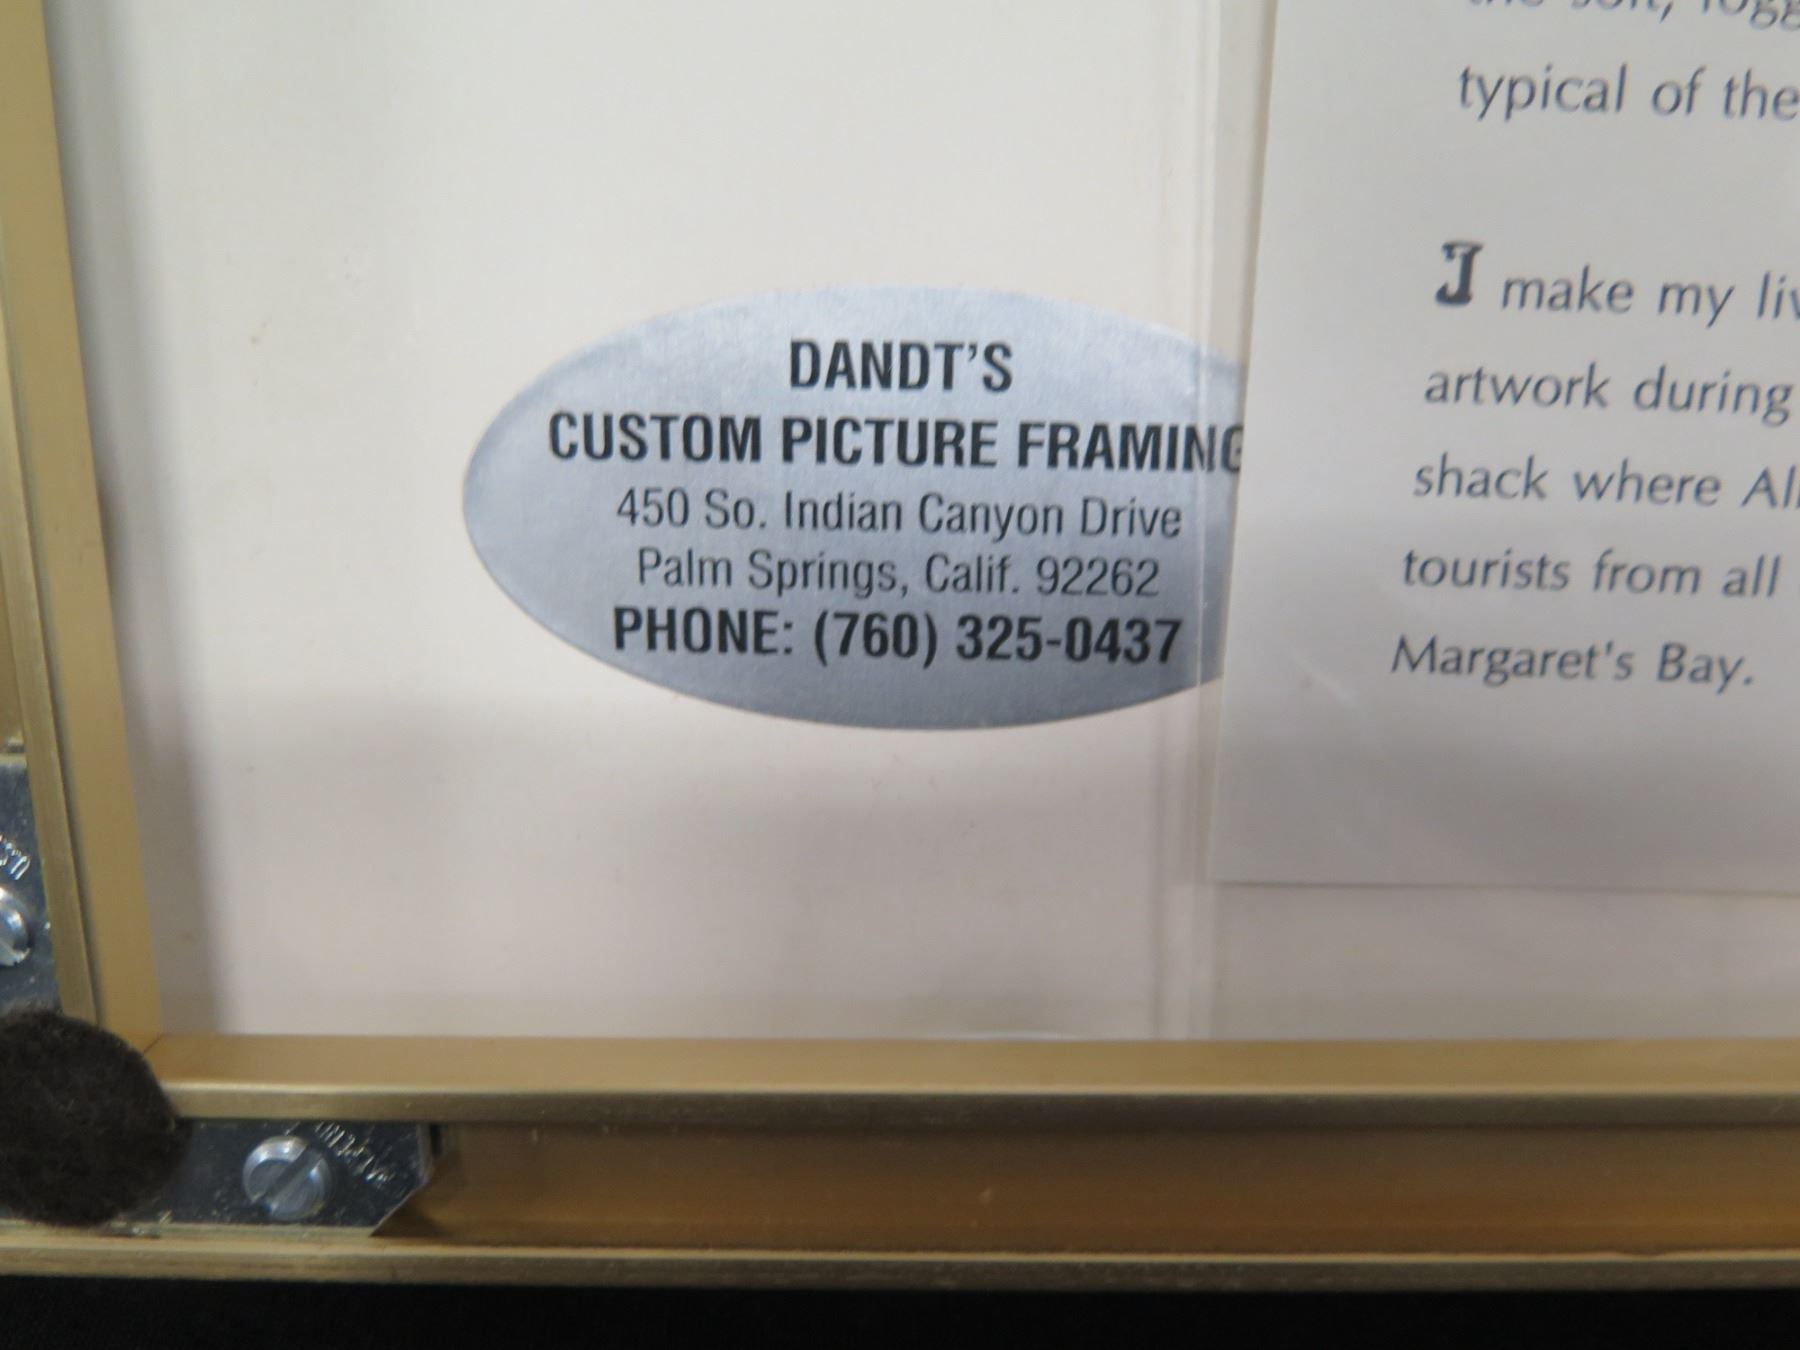 DANDT'S
CUSTOM PICTURE FRAMING
450 So. Indian Canyon Drive
Palm Springs, Calif. 92262
PHONE: (760) 325-0437
typical of the
I make my liv
artwork during
shack where
tourists from all
Margaret's Bay.